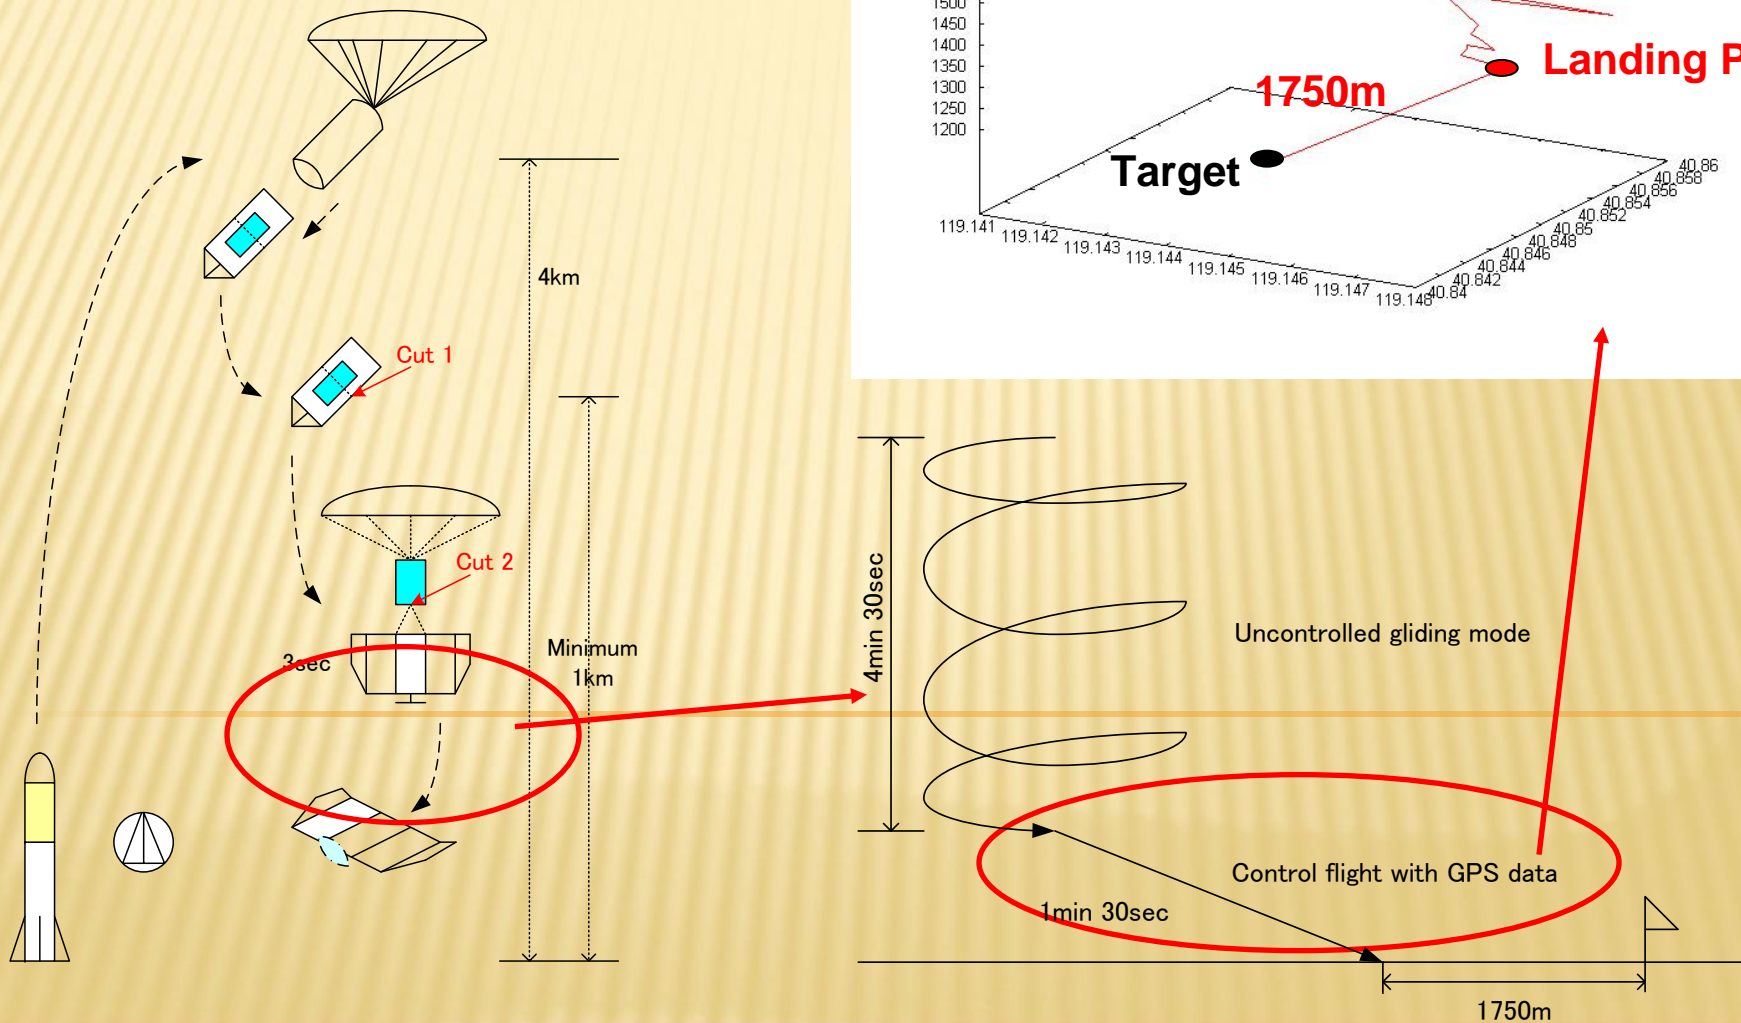 1500
1450
1400
1350
1300
1250
1200
Landing P
1750m
Target
119.141
119.142
119.143
119.144
119.145
119.146
119.147
119.148
40.84
40.842
40.844
40.846
40.848
40.85
40.852
40.854
40.856
40.858
40.86
4km
Cut 1
Cut 2
3sec
Minimum
1km
4min 30sec
Uncontrolled gliding mode
Control flight with GPS data
1min 30sec
1750m